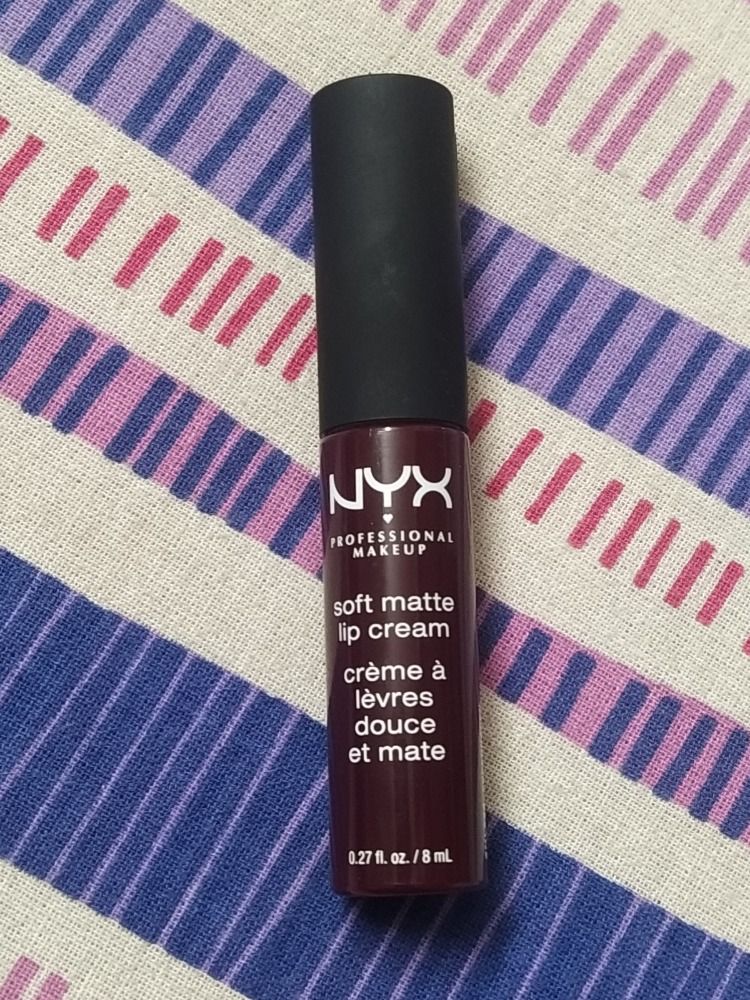 NYX
PROFESSIONAL
MAKEUP
soft matte
lip cream
crème à
lèvres
douce
et mate
0.27 fl. oz. / 8 mL